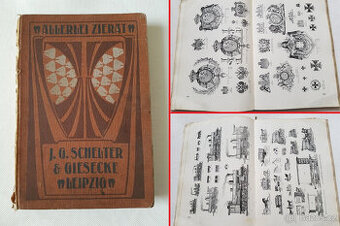 "ALLERLEI ZIERAT"
J. G. SCHELTER
& GIESECKE
"LEIPZIG"